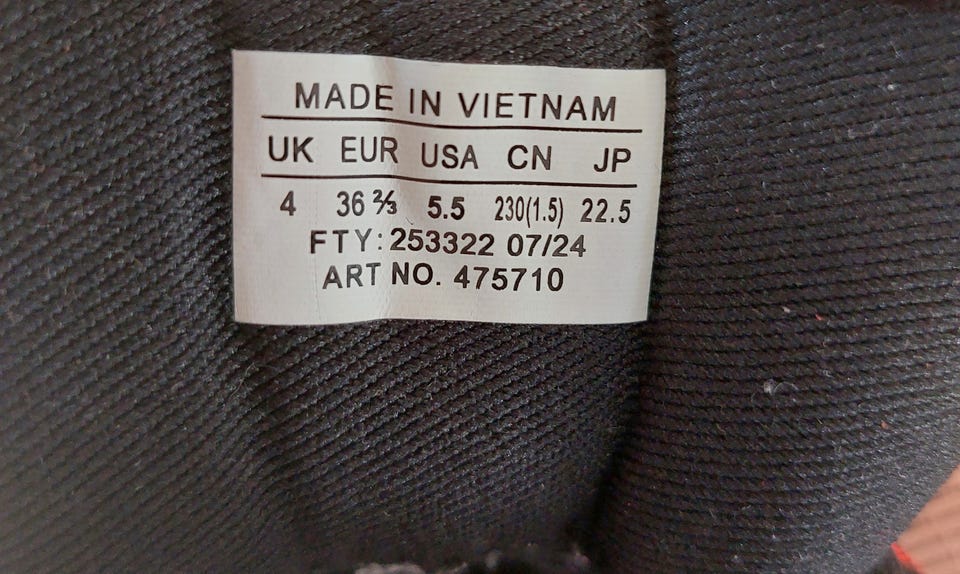 MADE IN VIETNAM
UK EUR USA CN JP
4 36 ⅔ 5.5 230(1.5) 22.5
FTY: 253322 07/24
ART NO. 475710